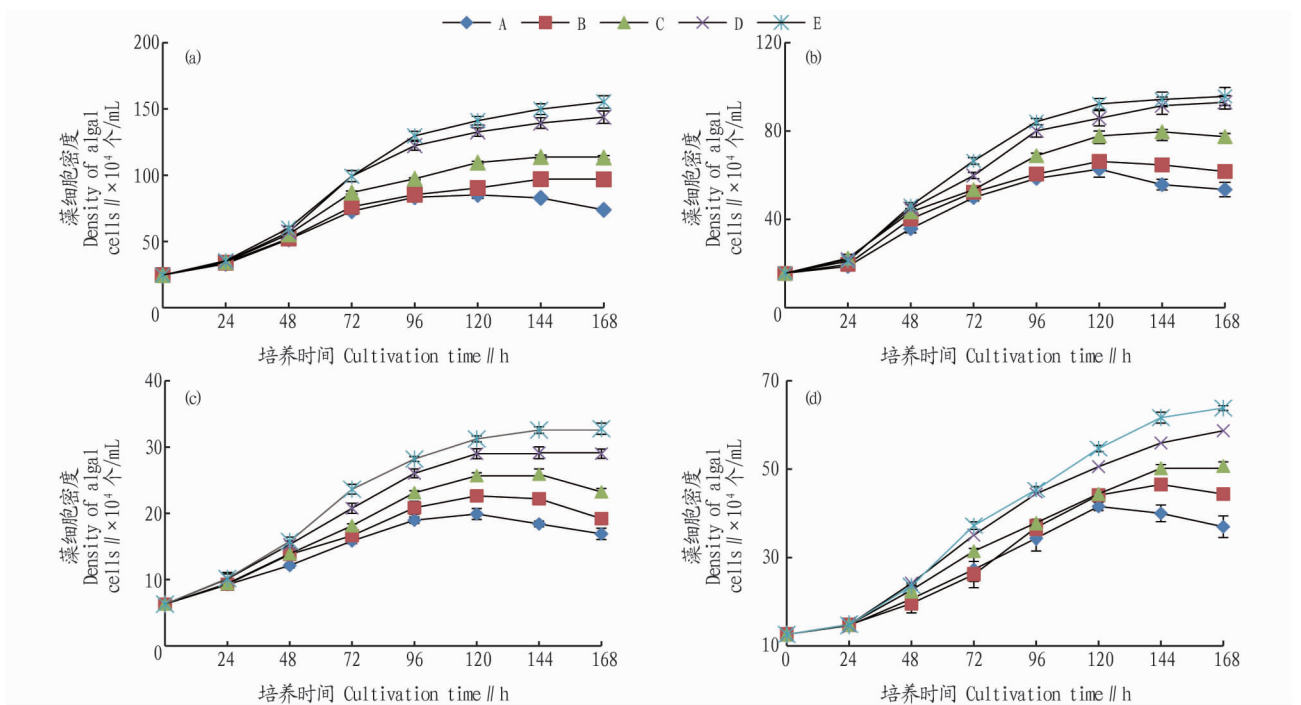 A B C D E
(a)
200
150
100
50
0
24 48 72 96 120 144 168
藻细胞密度
Density of algal
cells∥×10⁴ 个/mL
培养时间 Cultivation time∥h
(b)
120
80
40
0
24 48 72 96 120 144 168
藻细胞密度
Density of algal
cells∥×10⁴ 个/mL
培养时间 Cultivation time∥h
(c)
40
30
20
10
0
24 48 72 96 120 144 168
藻细胞密度
Density of algal
cells∥×10⁴ 个/mL
培养时间 Cultivation time∥h
(d)
70
50
30
10
0 24 48 72 96 120 144 168
藻细胞密度
Density of algal
cells∥×10⁴ 个/mL
培养时间 Cultivation time∥h